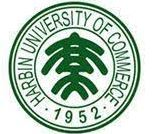 HARBIN UNIVERSITY OF COMMERCE
· 1952 ·